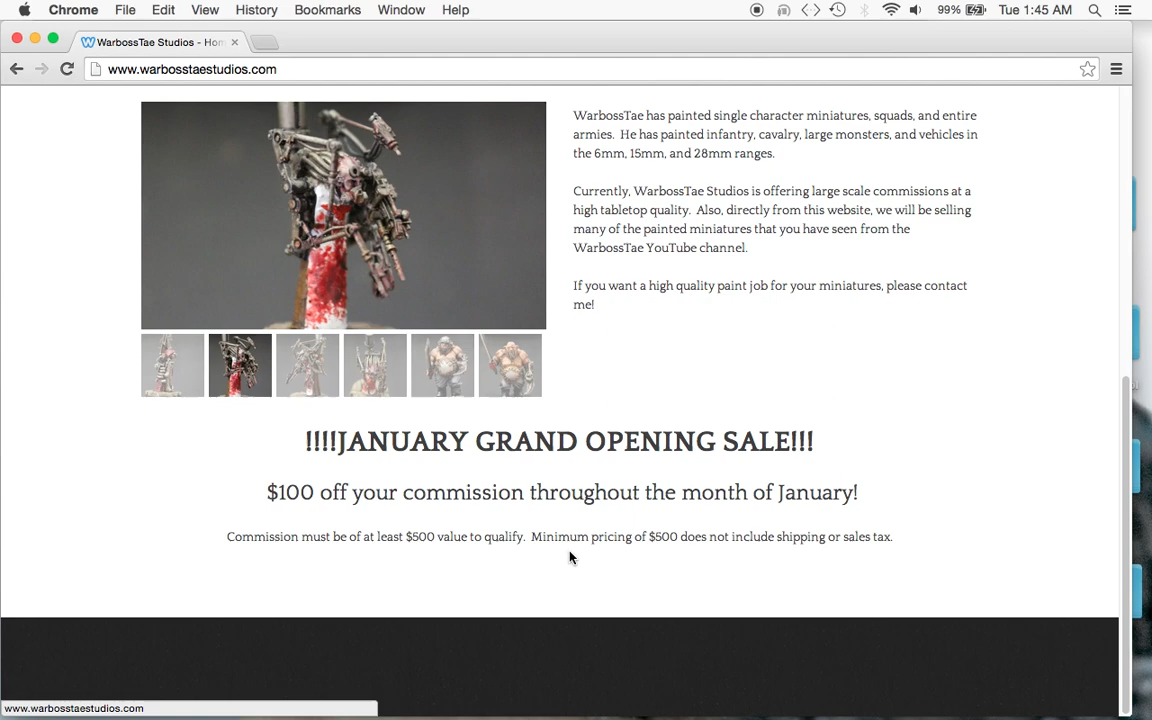 Chrome File Edit View History Bookmarks Window Help 99% Tue 1:45 AM
WarbossTae Studios - Hom
www.warbosstaestudios.com
WarbossTae has painted single character miniatures, squads, and entire
armies. He has painted infantry, cavalry, large monsters, and vehicles in
the 6mm, 15mm, and 28mm ranges.
Currently, WarbossTae Studios is offering large scale commissions at a
high tabletop quality. Also, directly from this website, we will be selling
many of the painted miniatures that you have seen from the
WarbossTae YouTube channel.
If you want a high quality paint job for your miniatures, please contact
me!
!!!!JANUARY GRAND OPENING SALE!!!
$100 off your commission throughout the month of January!
Commission must be of at least $500 value to qualify. Minimum pricing of $500 does not include shipping or sales tax.
www.warbosstaestudios.com